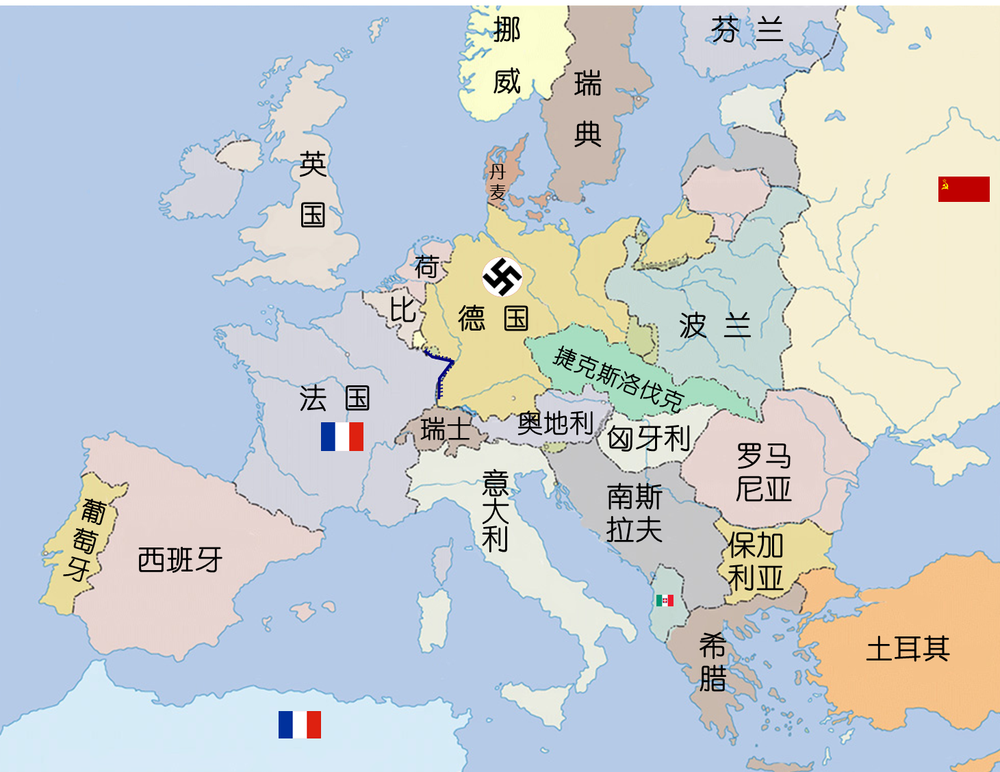 挪威
芬兰
瑞典
英国
丹麦
荷
比
德国
波兰
捷克斯洛伐克
法国
瑞士
奥地利
匈牙利
罗马
尼亚
意大利
南斯
拉夫
葡萄牙
西班牙
保加
利亚
希腊
土耳其